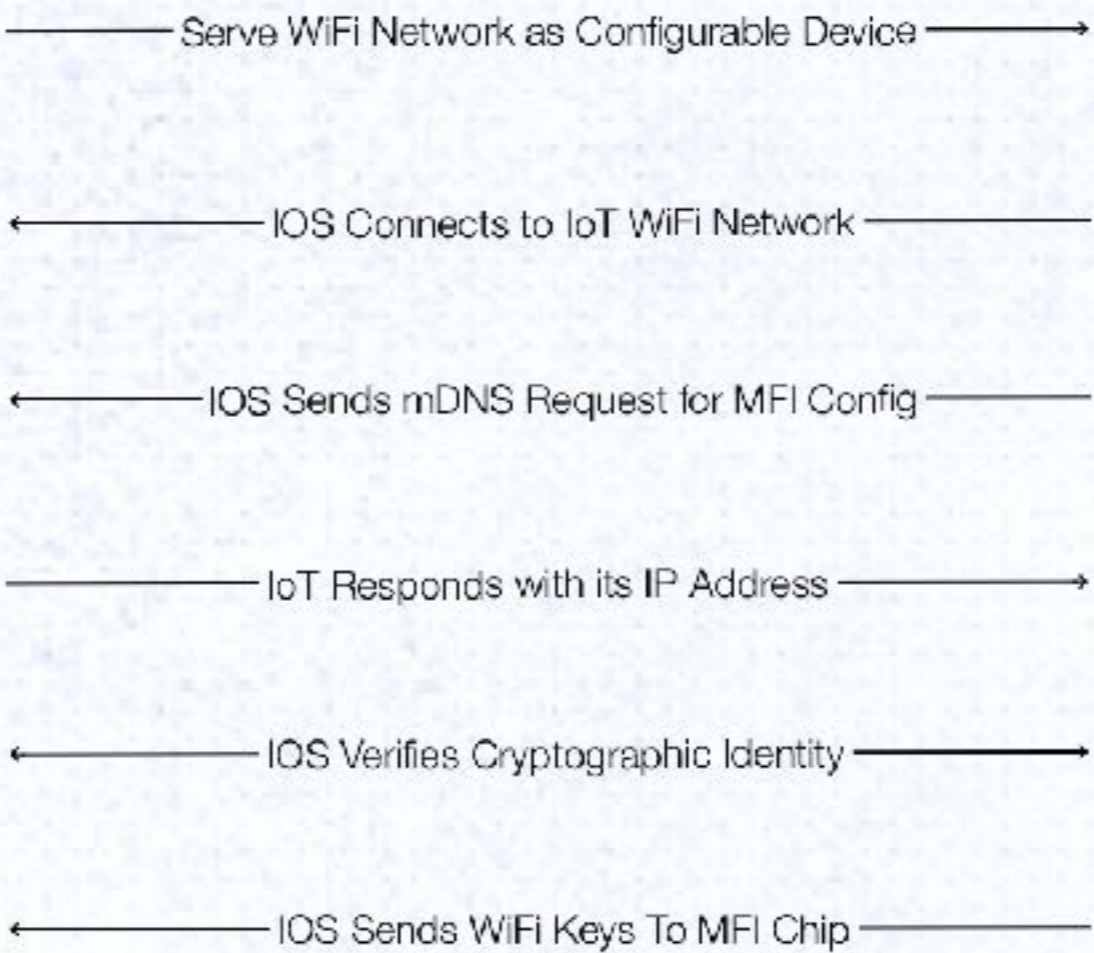 Serve WiFi Network as Configurable Device
IOS Connects to IoT WiFi Network
IOS Sends mDNS Request for MFI Config
IoT Responds with its IP Address
IOS Verifies Cryptographic Identity
IOS Sends WiFi Keys To MFI Chip